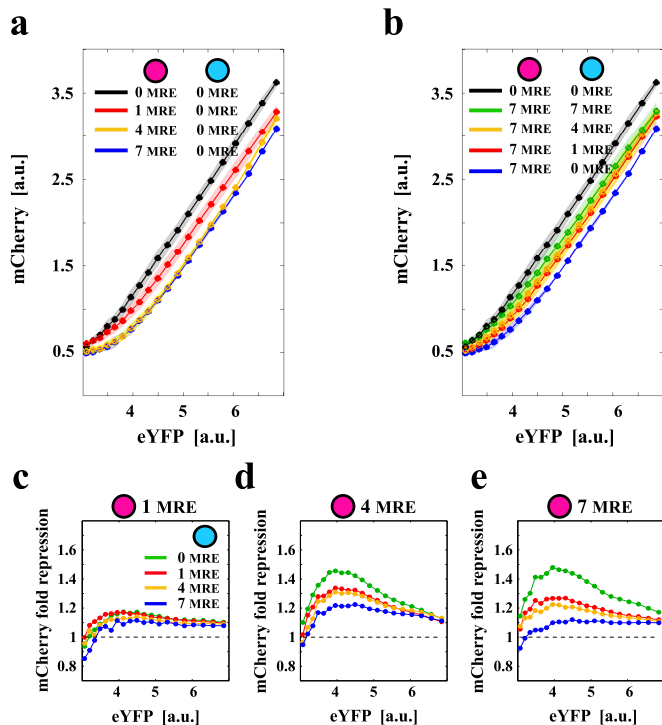 a
b
mCherry [a.u.]
3.5
2.5
1.5
0.5
0 MRE 0 MRE
1 MRE 0 MRE
4 MRE 0 MRE
7 MRE 0 MRE
4 5 6
eYFP [a.u.]
mCherry [a.u.]
3.5
2.5
1.5
0.5
0 MRE 0 MRE
7 MRE 7 MRE
7 MRE 4 MRE
7 MRE 1 MRE
7 MRE 0 MRE
4 5 6
eYFP [a.u.]
c
1 MRE
mCherry fold repression
1.6
1.4
1.2
1
0.8
0 MRE
1 MRE
4 MRE
7 MRE
4 5 6
eYFP [a.u.]
d
4 MRE
mCherry fold repression
1.6
1.4
1.2
1
0.8
4 5 6
eYFP [a.u.]
e
7 MRE
mCherry fold repression
1.6
1.4
1.2
1
0.8
4 5 6
eYFP [a.u.]